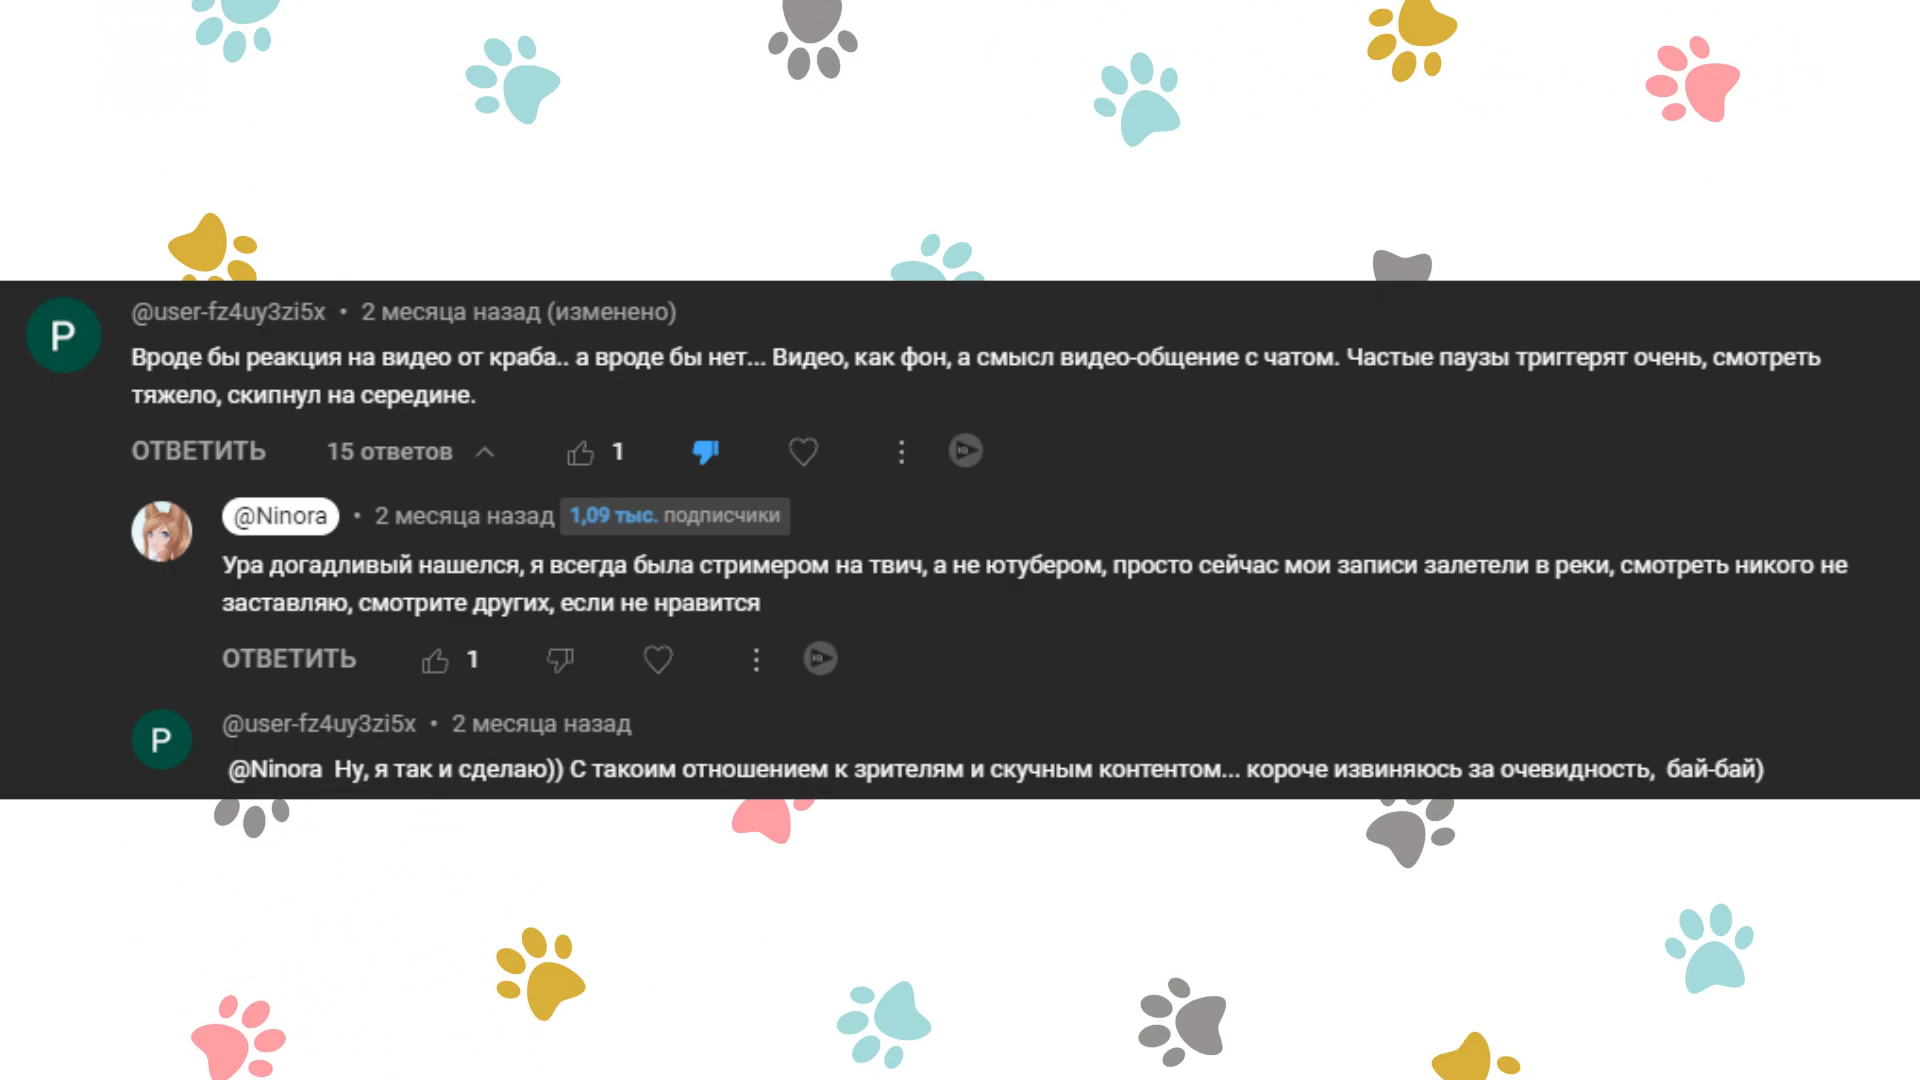 P
@user-fz4uy3zi5x • 2 месяца назад (изменено)
Вроде бы реакция на видео от краба.. а вроде бы нет... Видео, как фон, а смысл видео-общение с чатом. Частые паузы триггерят очень, смотреть
тяжело, скипнул на середине.
ОТВЕТИТЬ 15 ответов 1
@Ninora • 2 месяца назад 1,09 тыс. подписчики
Ура догадливый нашелся, я всегда была стримером на твич, а не ютубером, просто сейчас мои записи залетели в реки, смотреть никого не
заставляю, смотрите других, если не нравится
ОТВЕТИТЬ 1
P
@user-fz4uy3zi5x • 2 месяца назад
@Ninora Ну, я так и сделаю)) С такоим отношением к зрителям и скучным контентом... короче извиняюсь за очевидность, бай-бай)